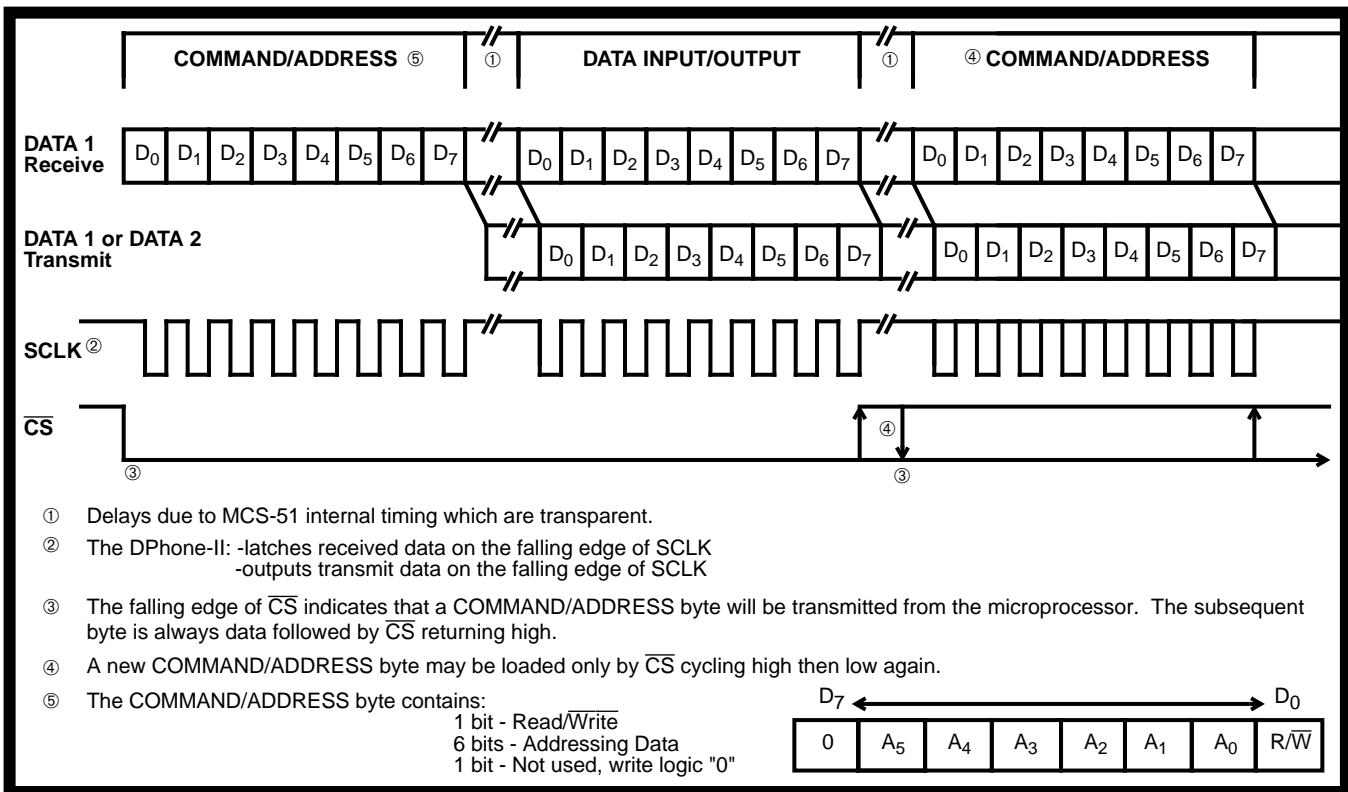 COMMAND/ADDRESS ⑤ ① DATA INPUT/OUTPUT ① ④ COMMAND/ADDRESS
DATA 1
Receive
D0 D1 D2 D3 D4 D5 D6 D7 D0 D1 D2 D3 D4 D5 D6 D7 D0 D1 D2 D3 D4 D5 D6 D7
DATA 1 or DATA 2
Transmit
D0 D1 D2 D3 D4 D5 D6 D7 D0 D1 D2 D3 D4 D5 D6 D7
SCLK ②
C̅S̅ ④
③ ③
① Delays due to MCS-51 internal timing which are transparent.
② The DPhone-II: -latches received data on the falling edge of SCLK
-outputs transmit data on the falling edge of SCLK
③ The falling edge of C̅S̅ indicates that a COMMAND/ADDRESS byte will be transmitted from the microprocessor. The subsequent
byte is always data followed by C̅S̅ returning high.
④ A new COMMAND/ADDRESS byte may be loaded only by C̅S̅ cycling high then low again.
⑤ The COMMAND/ADDRESS byte contains:
1 bit - Read/W̅r̅i̅t̅e̅
6 bits - Addressing Data
1 bit - Not used, write logic "0"
D7 D0
0 A5 A4 A3 A2 A1 A0 R/W̅